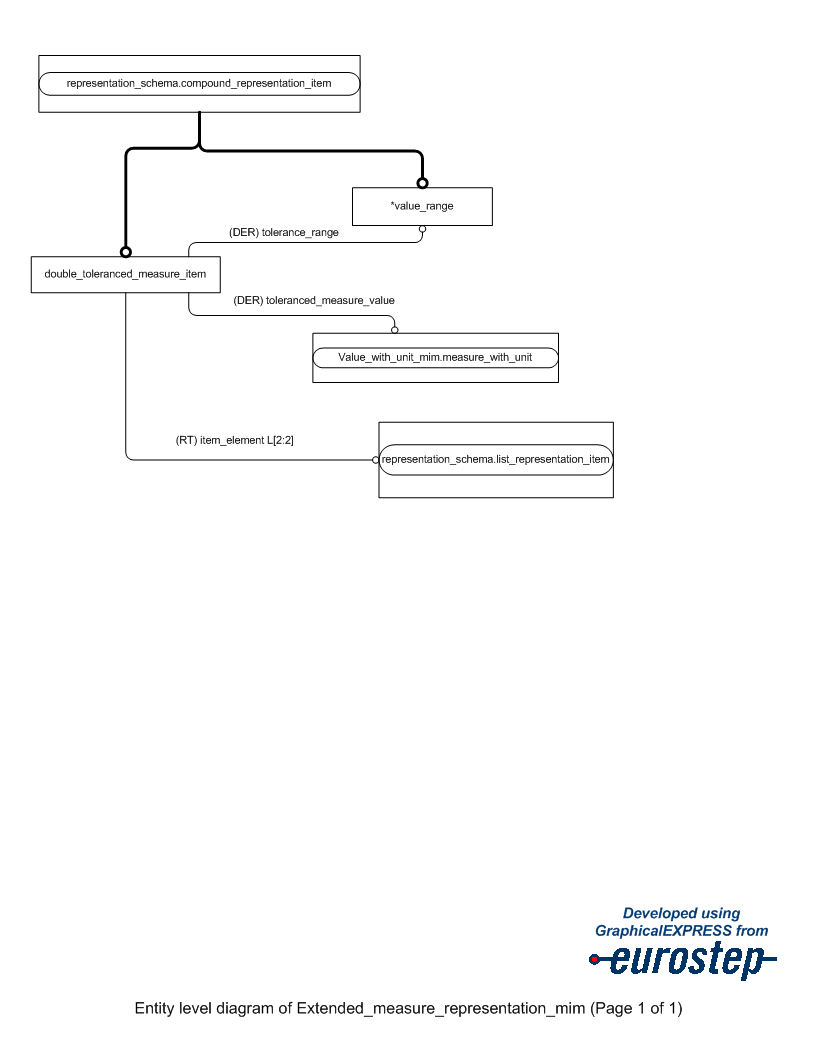 representation_schema.compound_representation_item
*value_range
(DER) tolerance_range
double_toleranced_measure_item
(DER) toleranced_measure_value
Value_with_unit_mim.measure_with_unit
(RT) item_element L[2:2]
representation_schema.list_representation_item
Developed using
GraphicalEXPRESS from
eurostep
Entity level diagram of Extended_measure_representation_mim (Page 1 of 1)